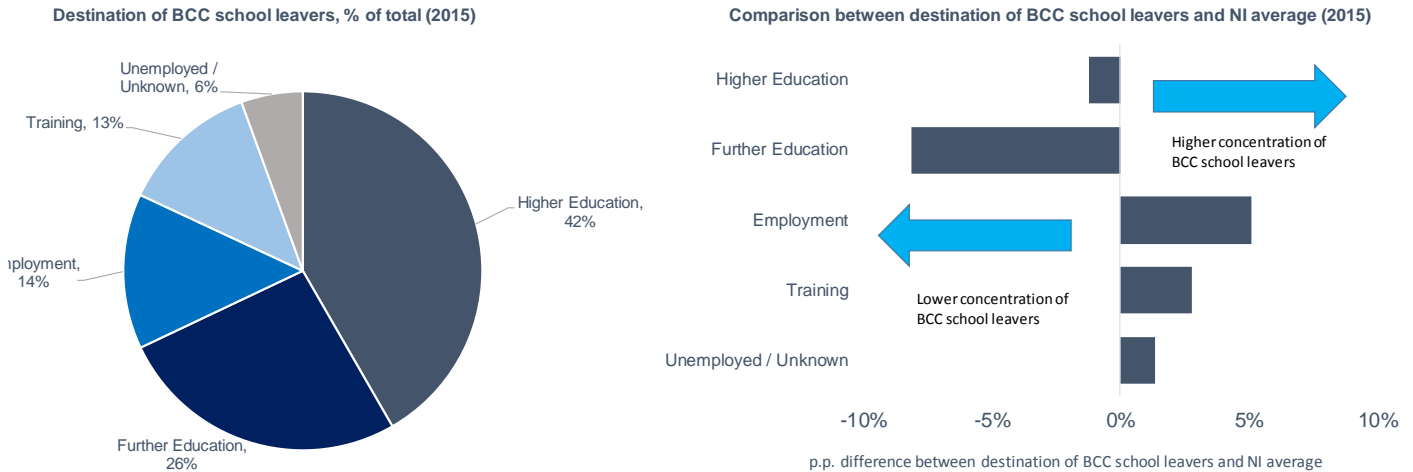 Destination of BCC school leavers, % of total (2015)
Unemployed /
Unknown, 6%
Training, 13%
Higher Education,
42%
nployment,
14%
Further Education,
26%
Comparison between destination of BCC school leavers and NI average (2015)
Higher Education
Further Education
Employment
Training
Unemployed / Unknown
Higher concentration of
BCC school leavers
Lower concentration of
BCC school leavers
-10%
-5%
0%
5%
10%
p.p. difference between destination of BCC school leavers and NI average